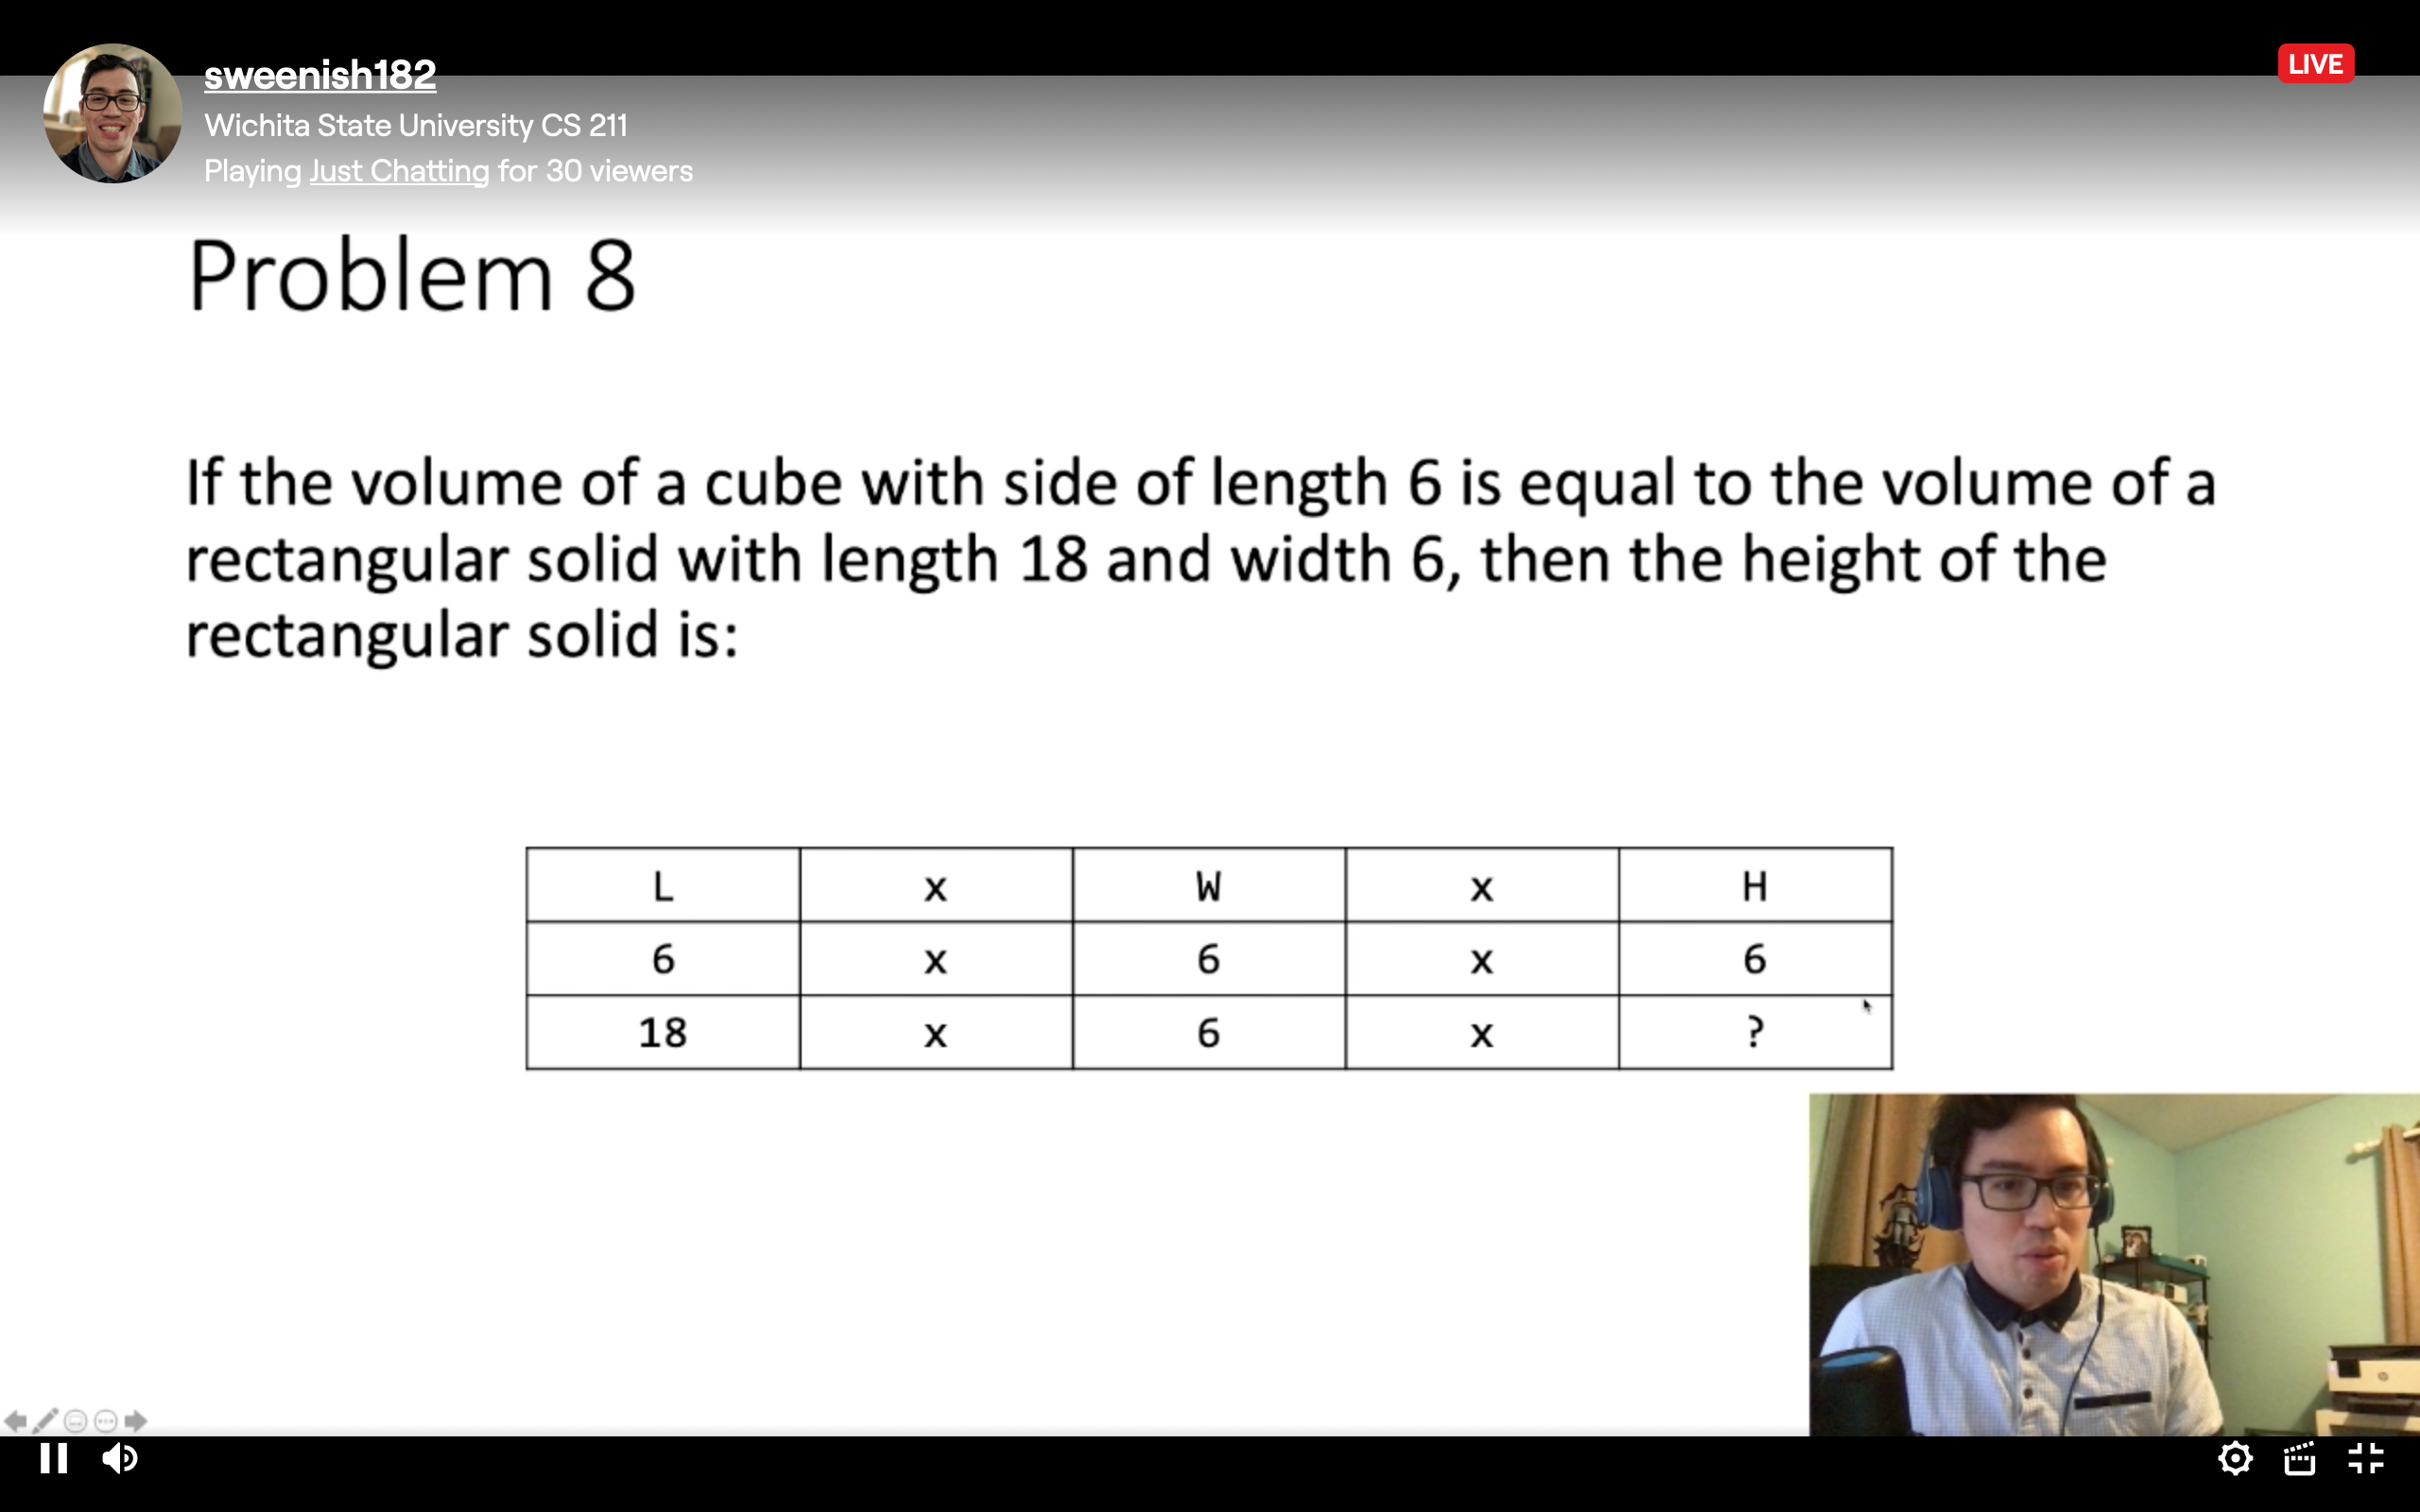 sweenish182
LIVE
Wichita State University CS 211
Playing Just Chatting for 30 viewers
Problem 8
If the volume of a cube with side of length 6 is equal to the volume of a
rectangular solid with length 18 and width 6, then the height of the
rectangular solid is:
L x W x H
6 x 6 x 6
18 x 6 x ?